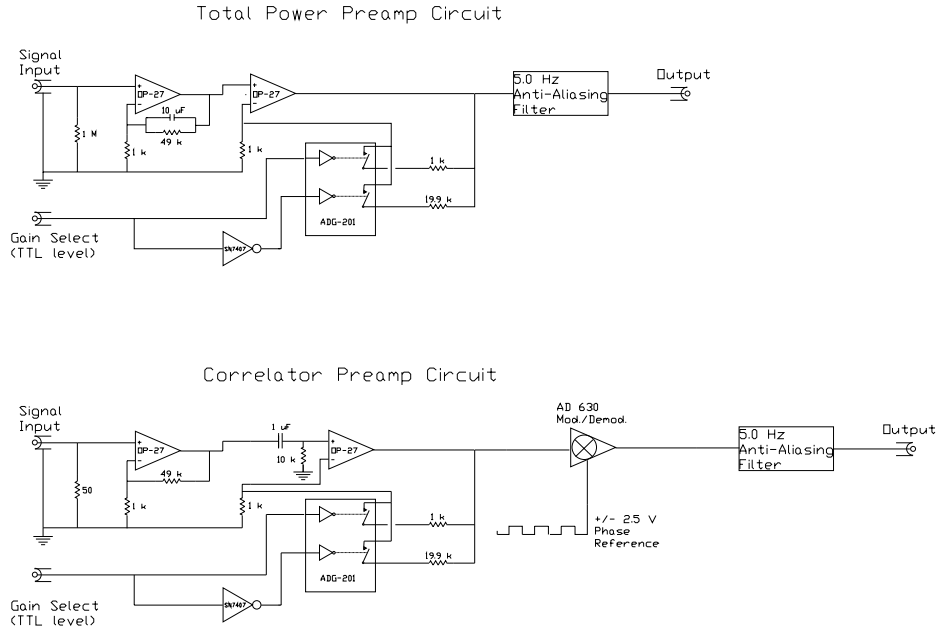 Total Power Preamp Circuit
Signal
Input
+
OP-27
-
+
OP-27
-
10 uF
49 k
1 M
1 k
1 k
5.0 Hz
Anti-Aliasing
Filter
Output
1 k
19.9 k
ADG-201
Gain Select
(TTL level)
SN7407
Correlator Preamp Circuit
Signal
Input
+
OP-27
-
1 uF
10 k
+
OP-27
-
49 k
50
1 k
1 k
AD 630
Mod./Demod.
5.0 Hz
Anti-Aliasing
Filter
Output
1 k
19.9 k
+/- 2.5 V
Phase
Reference
ADG-201
Gain Select
(TTL level)
SN7407